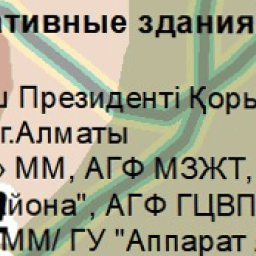 ативные здания
ш Президенті Қоры
г.Алматы
» ММ, АГФ МЗЖТ,
йона", АГФ ГЦВП
ММ/ ГУ "Аппарат